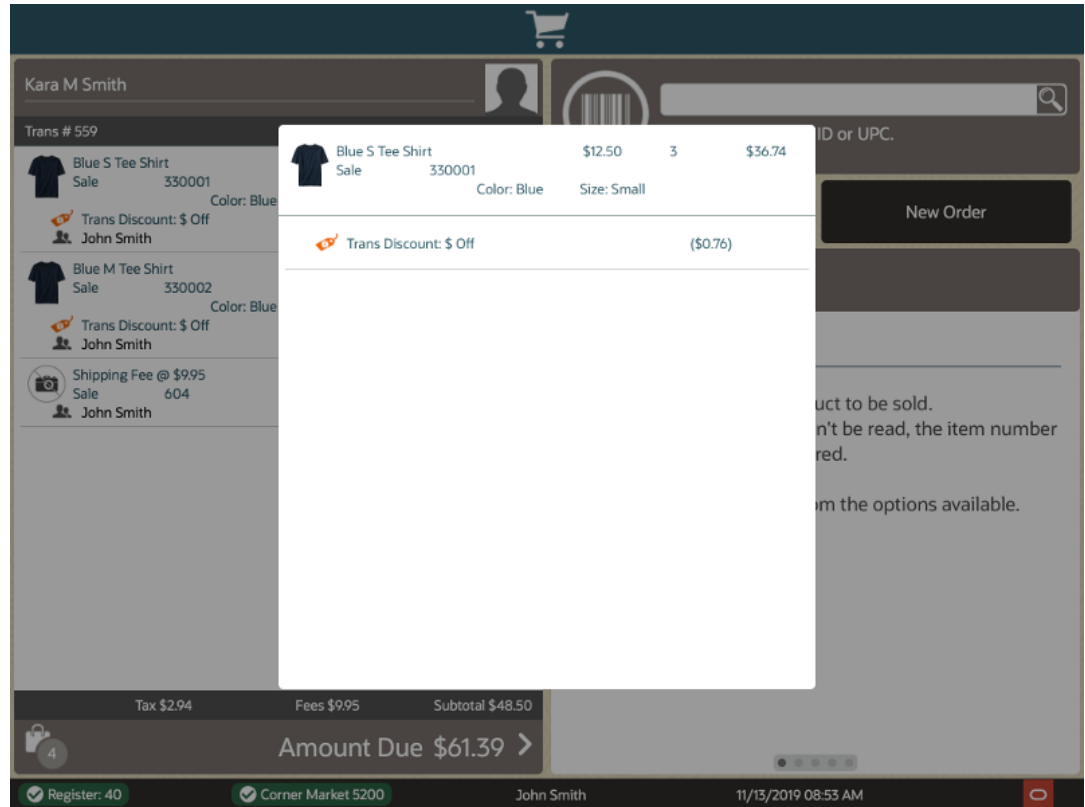 Kara M Smith
Trans # 559
Blue S Tee Shirt
Sale 330001
Color: Blue
Trans Discount: $ Off
John Smith
Blue M Tee Shirt
Sale 330002
Color: Blue
Trans Discount: $ Off
John Smith
Shipping Fee @ $9.95
Sale 604
John Smith
Tax $2.94 Fees $9.95 Subtotal $48.50
4
Amount Due $61.39
Blue S Tee Shirt $12.50 3 $36.74
Sale 330001
Color: Blue Size: Small
Trans Discount: $ Off ($0.76)
ID or UPC.
New Order
to be sold.
be read, the item number
the options available.
Register: 40 Corner Market 5200 John Smith 11/13/2019 08:53 AM